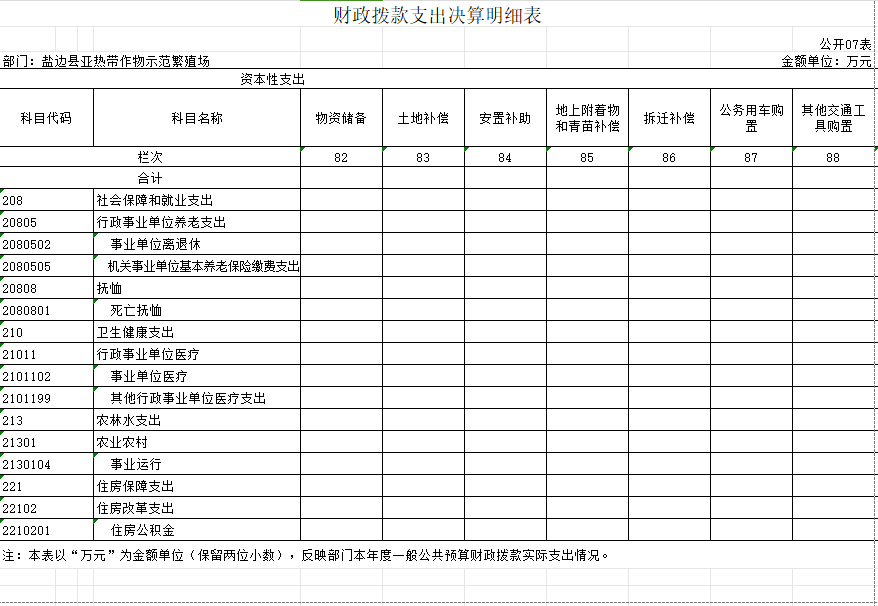 财政拨款支出决算明细表
公开07表
部门：盐边县亚热带作物示范繁殖场 金额单位：万元
资本性支出
科目代码 科目名称 物资储备 土地补偿 安置补助 地上附着物和青苗补偿 拆迁补偿 公务用车购置 其他交通工具购置
栏次 82 83 84 85 86 87 88
合计
208 社会保障和就业支出
20805 行政事业单位养老支出
2080502 事业单位离退休
2080505 机关事业单位基本养老保险缴费支出
20808 抚恤
2080801 死亡抚恤
210 卫生健康支出
21011 行政事业单位医疗
2101102 事业单位医疗
2101199 其他行政事业单位医疗支出
213 农林水支出
21301 农业农村
2130104 事业运行
221 住房保障支出
22102 住房改革支出
2210201 住房公积金
注：本表以“万元”为金额单位（保留两位小数），反映部门本年度一般公共预算财政拨款实际支出情况。